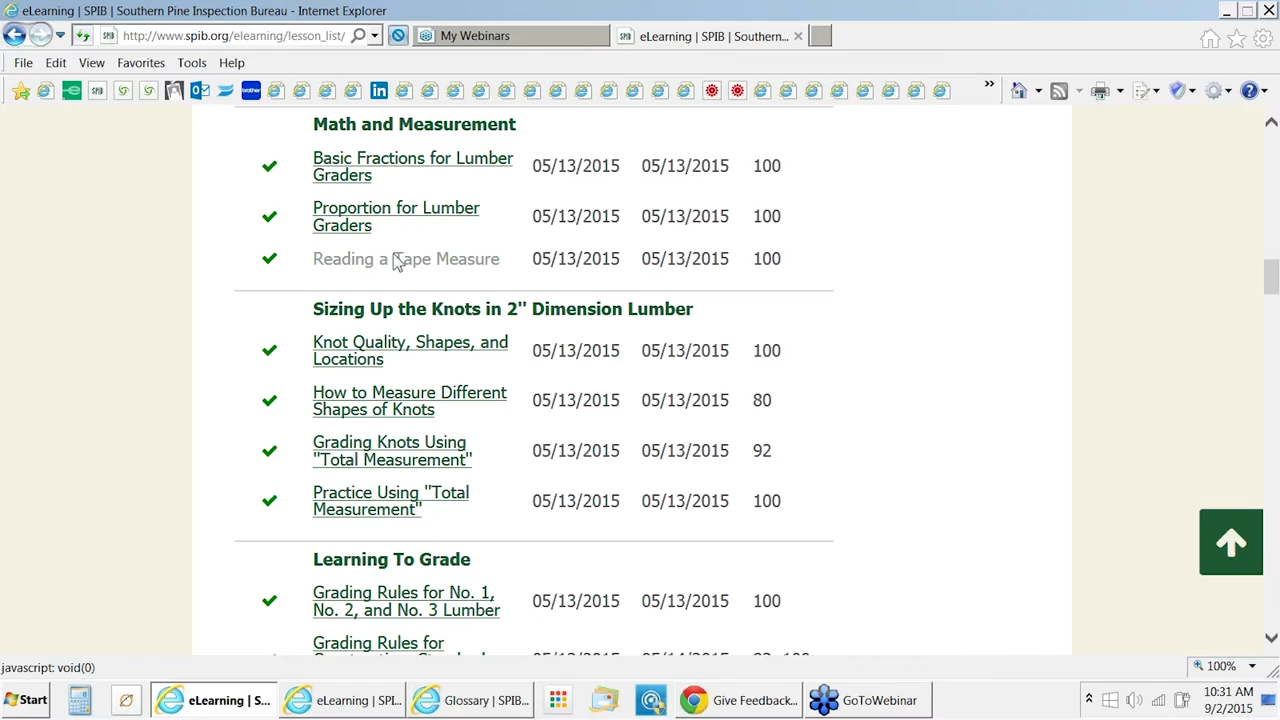 eLearning | SPIB | Southern Pine Inspection Bureau - Internet Explorer
http://www.spib.org/elearning/lesson_list/
My Webinars
eLearning | SPIB | Southern...
File Edit View Favorites Tools Help
Math and Measurement
Basic Fractions for Lumber Graders 05/13/2015 05/13/2015 100
Proportion for Lumber Graders 05/13/2015 05/13/2015 100
Reading a Tape Measure 05/13/2015 05/13/2015 100
Sizing Up the Knots in 2" Dimension Lumber
Knot Quality, Shapes, and Locations 05/13/2015 05/13/2015 100
How to Measure Different Shapes of Knots 05/13/2015 05/13/2015 80
Grading Knots Using "Total Measurement" 05/13/2015 05/13/2015 92
Practice Using "Total Measurement" 05/13/2015 05/13/2015 100
Learning To Grade
Grading Rules for No. 1, No. 2, and No. 3 Lumber 05/13/2015 05/13/2015 100
Grading Rules for
javascript: void(0)
100%
Start
eLearning | S...
eLearning | SPI...
Glossary | SPIB...
Give Feedback...
GoToWebinar
10:31 AM
9/2/2015